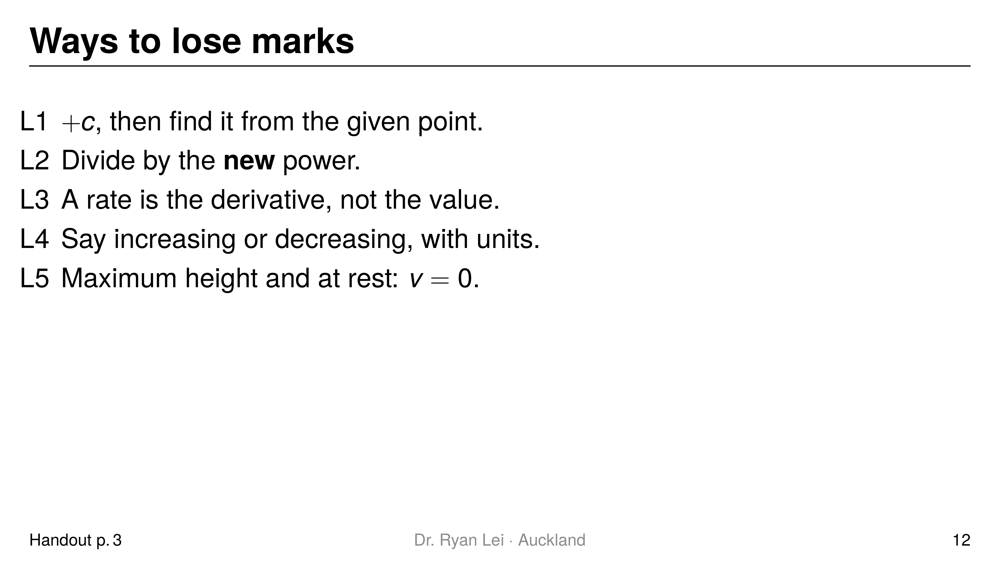 Ways to lose marks
L1 +c, then find it from the given point.
L2 Divide by the new power.
L3 A rate is the derivative, not the value.
L4 Say increasing or decreasing, with units.
L5 Maximum height and at rest: v = 0.
Handout p. 3
Dr. Ryan Lei · Auckland
12